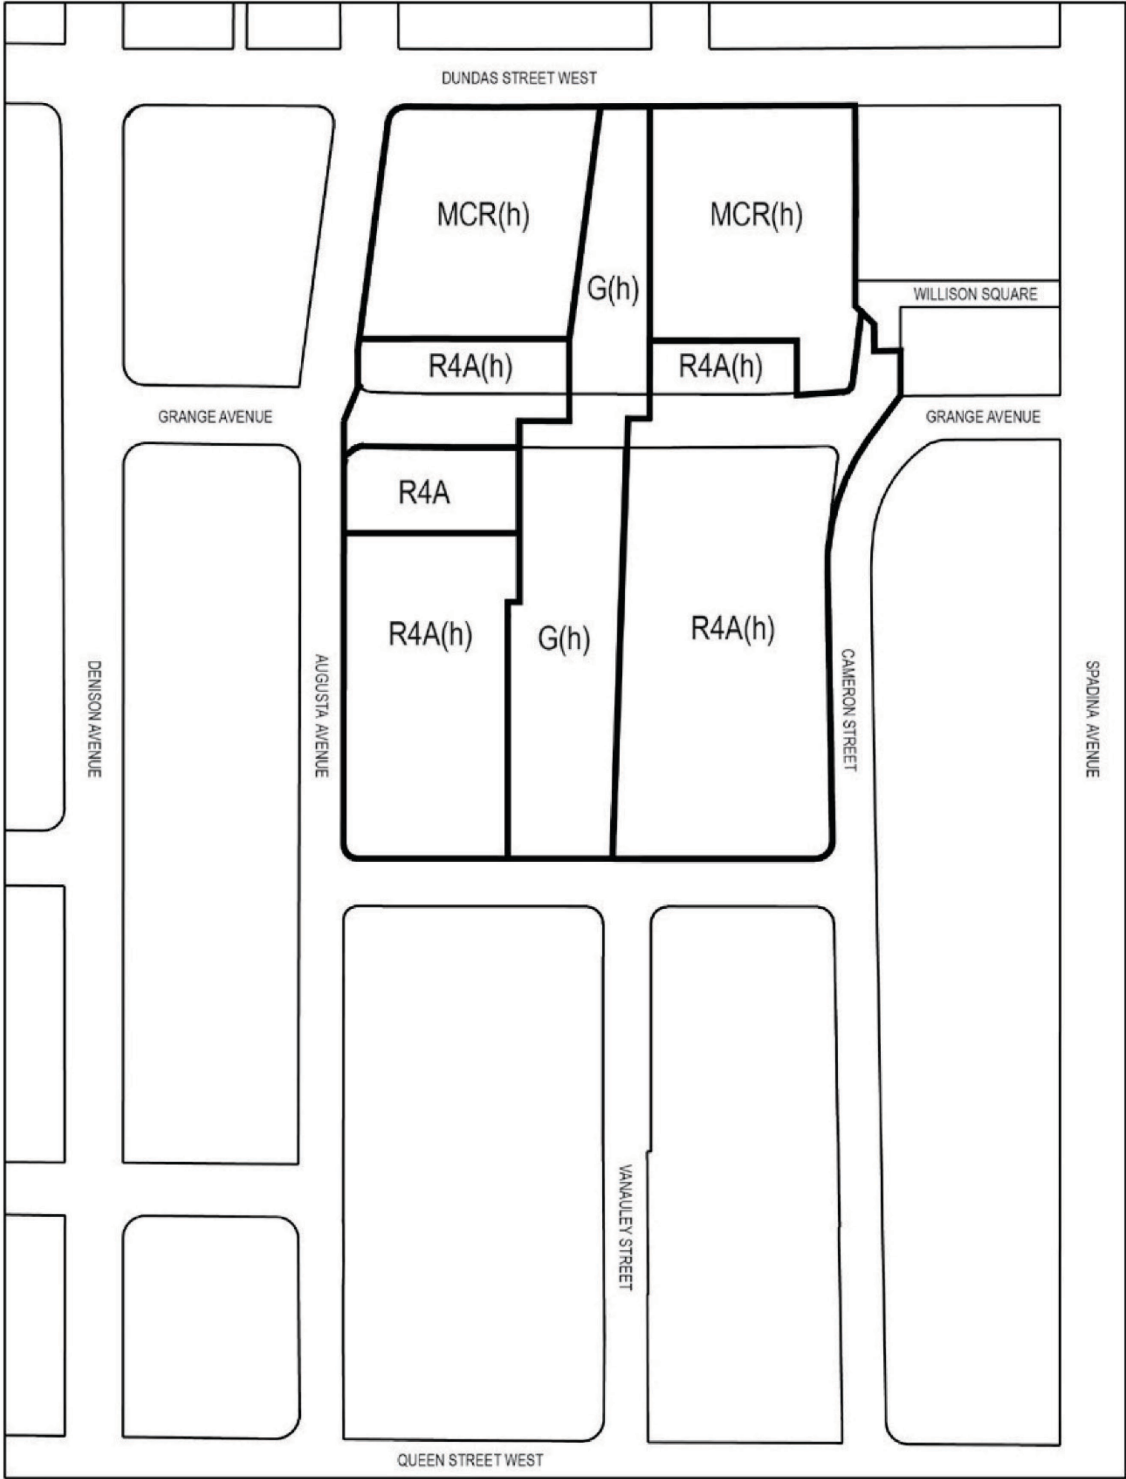 DUNDAS STREET WEST
MCR(h)
MCR(h)
G(h)
WILLISON SQUARE
R4A(h)
R4A(h)
GRANGE AVENUE
GRANGE AVENUE
R4A
R4A(h)
G(h)
R4A(h)
DENISON AVENUE
AUGUSTA AVENUE
CAMERON STREET
SPADINA AVENUE
VANAULEY STREET
QUEEN STREET WEST